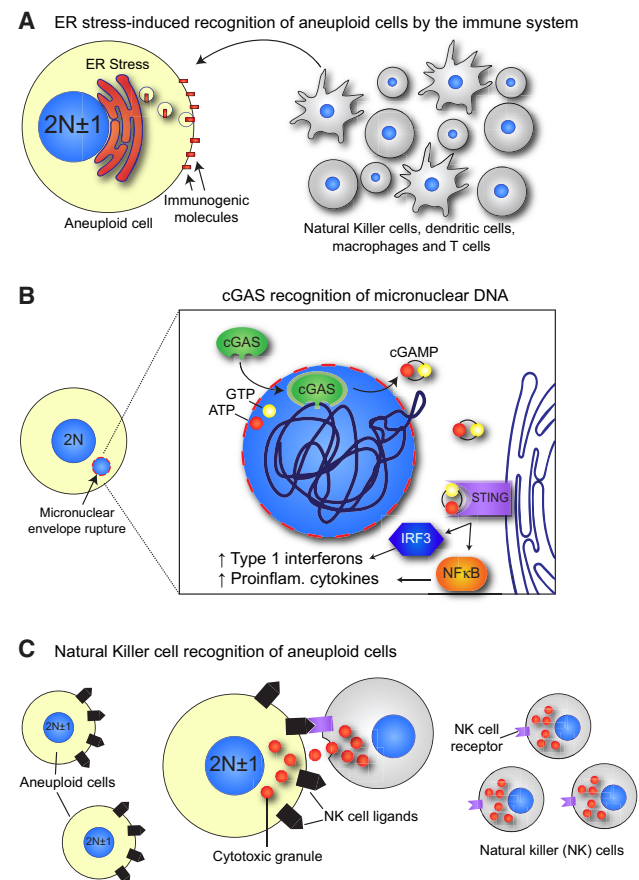 A ER stress-induced recognition of aneuploid cells by the immune system
ER Stress
2N±1
Immunogenic
molecules
Aneuploid cell
Natural Killer cells, dendritic cells,
macrophages and T cells
B
cGAS recognition of micronuclear DNA
cGAS
cGAMP
cGAS
GTP
ATP
2N
STING
Micronuclear
envelope rupture
IRF3
↑ Type 1 interferons
↑ Proinflam. cytokines
NFκB
C Natural Killer cell recognition of aneuploid cells
2N±1
2N±1
NK cell
receptor
Aneuploid cells
NK cell ligands
2N±1
Cytotoxic granule
Natural killer (NK) cells